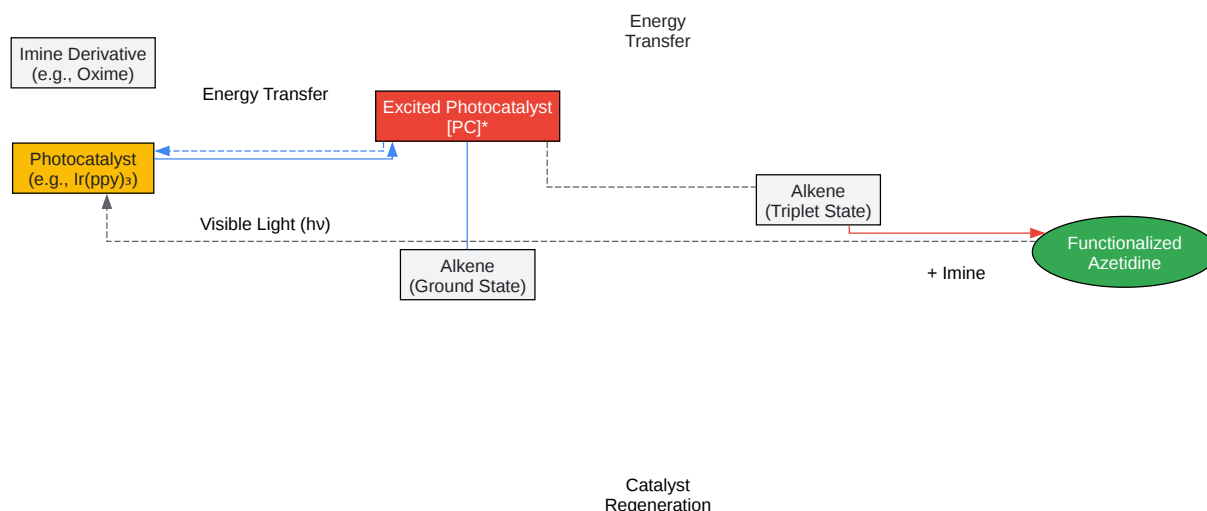 Energy
Transfer
Imine Derivative
(e.g., Oxime)
Energy Transfer
Excited Photocatalyst
[PC]*
Photocatalyst
(e.g., Ir(ppy)₃)
Alkene
(Triplet State)
Visible Light (hν)
Functionalized
Azetidine
Alkene
(Ground State)
+ Imine
Catalyst
Regeneration